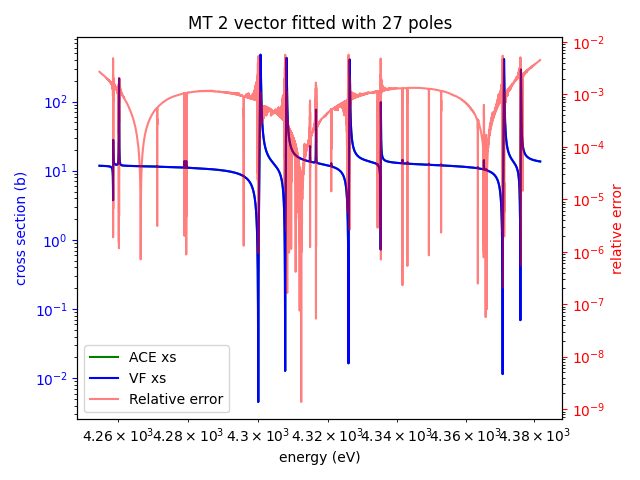 MT 2 vector fitted with 27 poles
cross section (b)
10²
10¹
10⁰
10⁻¹
10⁻²
relative error
10⁻²
10⁻³
10⁻⁴
10⁻⁵
10⁻⁶
10⁻⁷
10⁻⁸
10⁻⁹
ACE xs
VF xs
Relative error
4.26 × 10³ 4.28 × 10³ 4.3 × 10³ 4.32 × 10³ 4.34 × 10³ 4.36 × 10³ 4.38 × 10³
energy (eV)